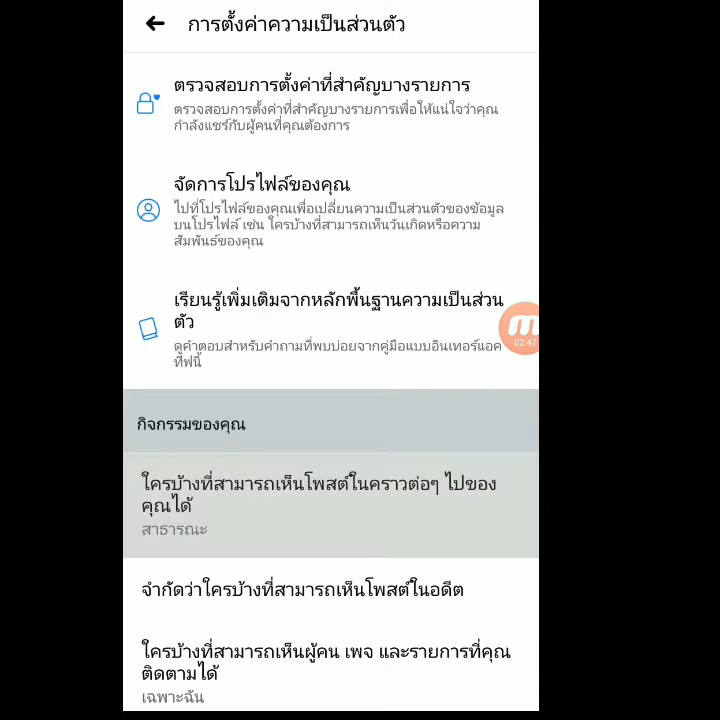 การตั้งค่าความเป็นส่วนตัว
ตรวจสอบการตั้งค่าที่สำคัญบางรายการ
ตรวจสอบการตั้งค่าที่สำคัญบางรายการเพื่อให้แน่ใจว่าคุณ
กำลังแชร์กับผู้คนที่คุณต้องการ
จัดการโปรไฟล์ของคุณ
ไปที่โปรไฟล์ของคุณเพื่อเปลี่ยนความเป็นส่วนตัวของข้อมูล
บนโปรไฟล์ เช่น ใครบ้างที่สามารถเห็นวันเกิดหรือความ
สัมพันธ์ของคุณ
เรียนรู้เพิ่มเติมจากหลักพื้นฐานความเป็นส่วน
ตัว
ดูคำตอบสำหรับคำถามที่พบบ่อยจากคู่มือแบบอินเทอร์แอค
ทีฟนี้
02:47
กิจกรรมของคุณ
ใครบ้างที่สามารถเห็นโพสต์ในคราวต่อๆ ไปของ
คุณได้
สาธารณะ
จำกัดว่าใครบ้างที่สามารถเห็นโพสต์ในอดีต
ใครบ้างที่สามารถเห็นผู้คน เพจ และรายการที่คุณ
ติดตามได้
เฉพาะฉัน